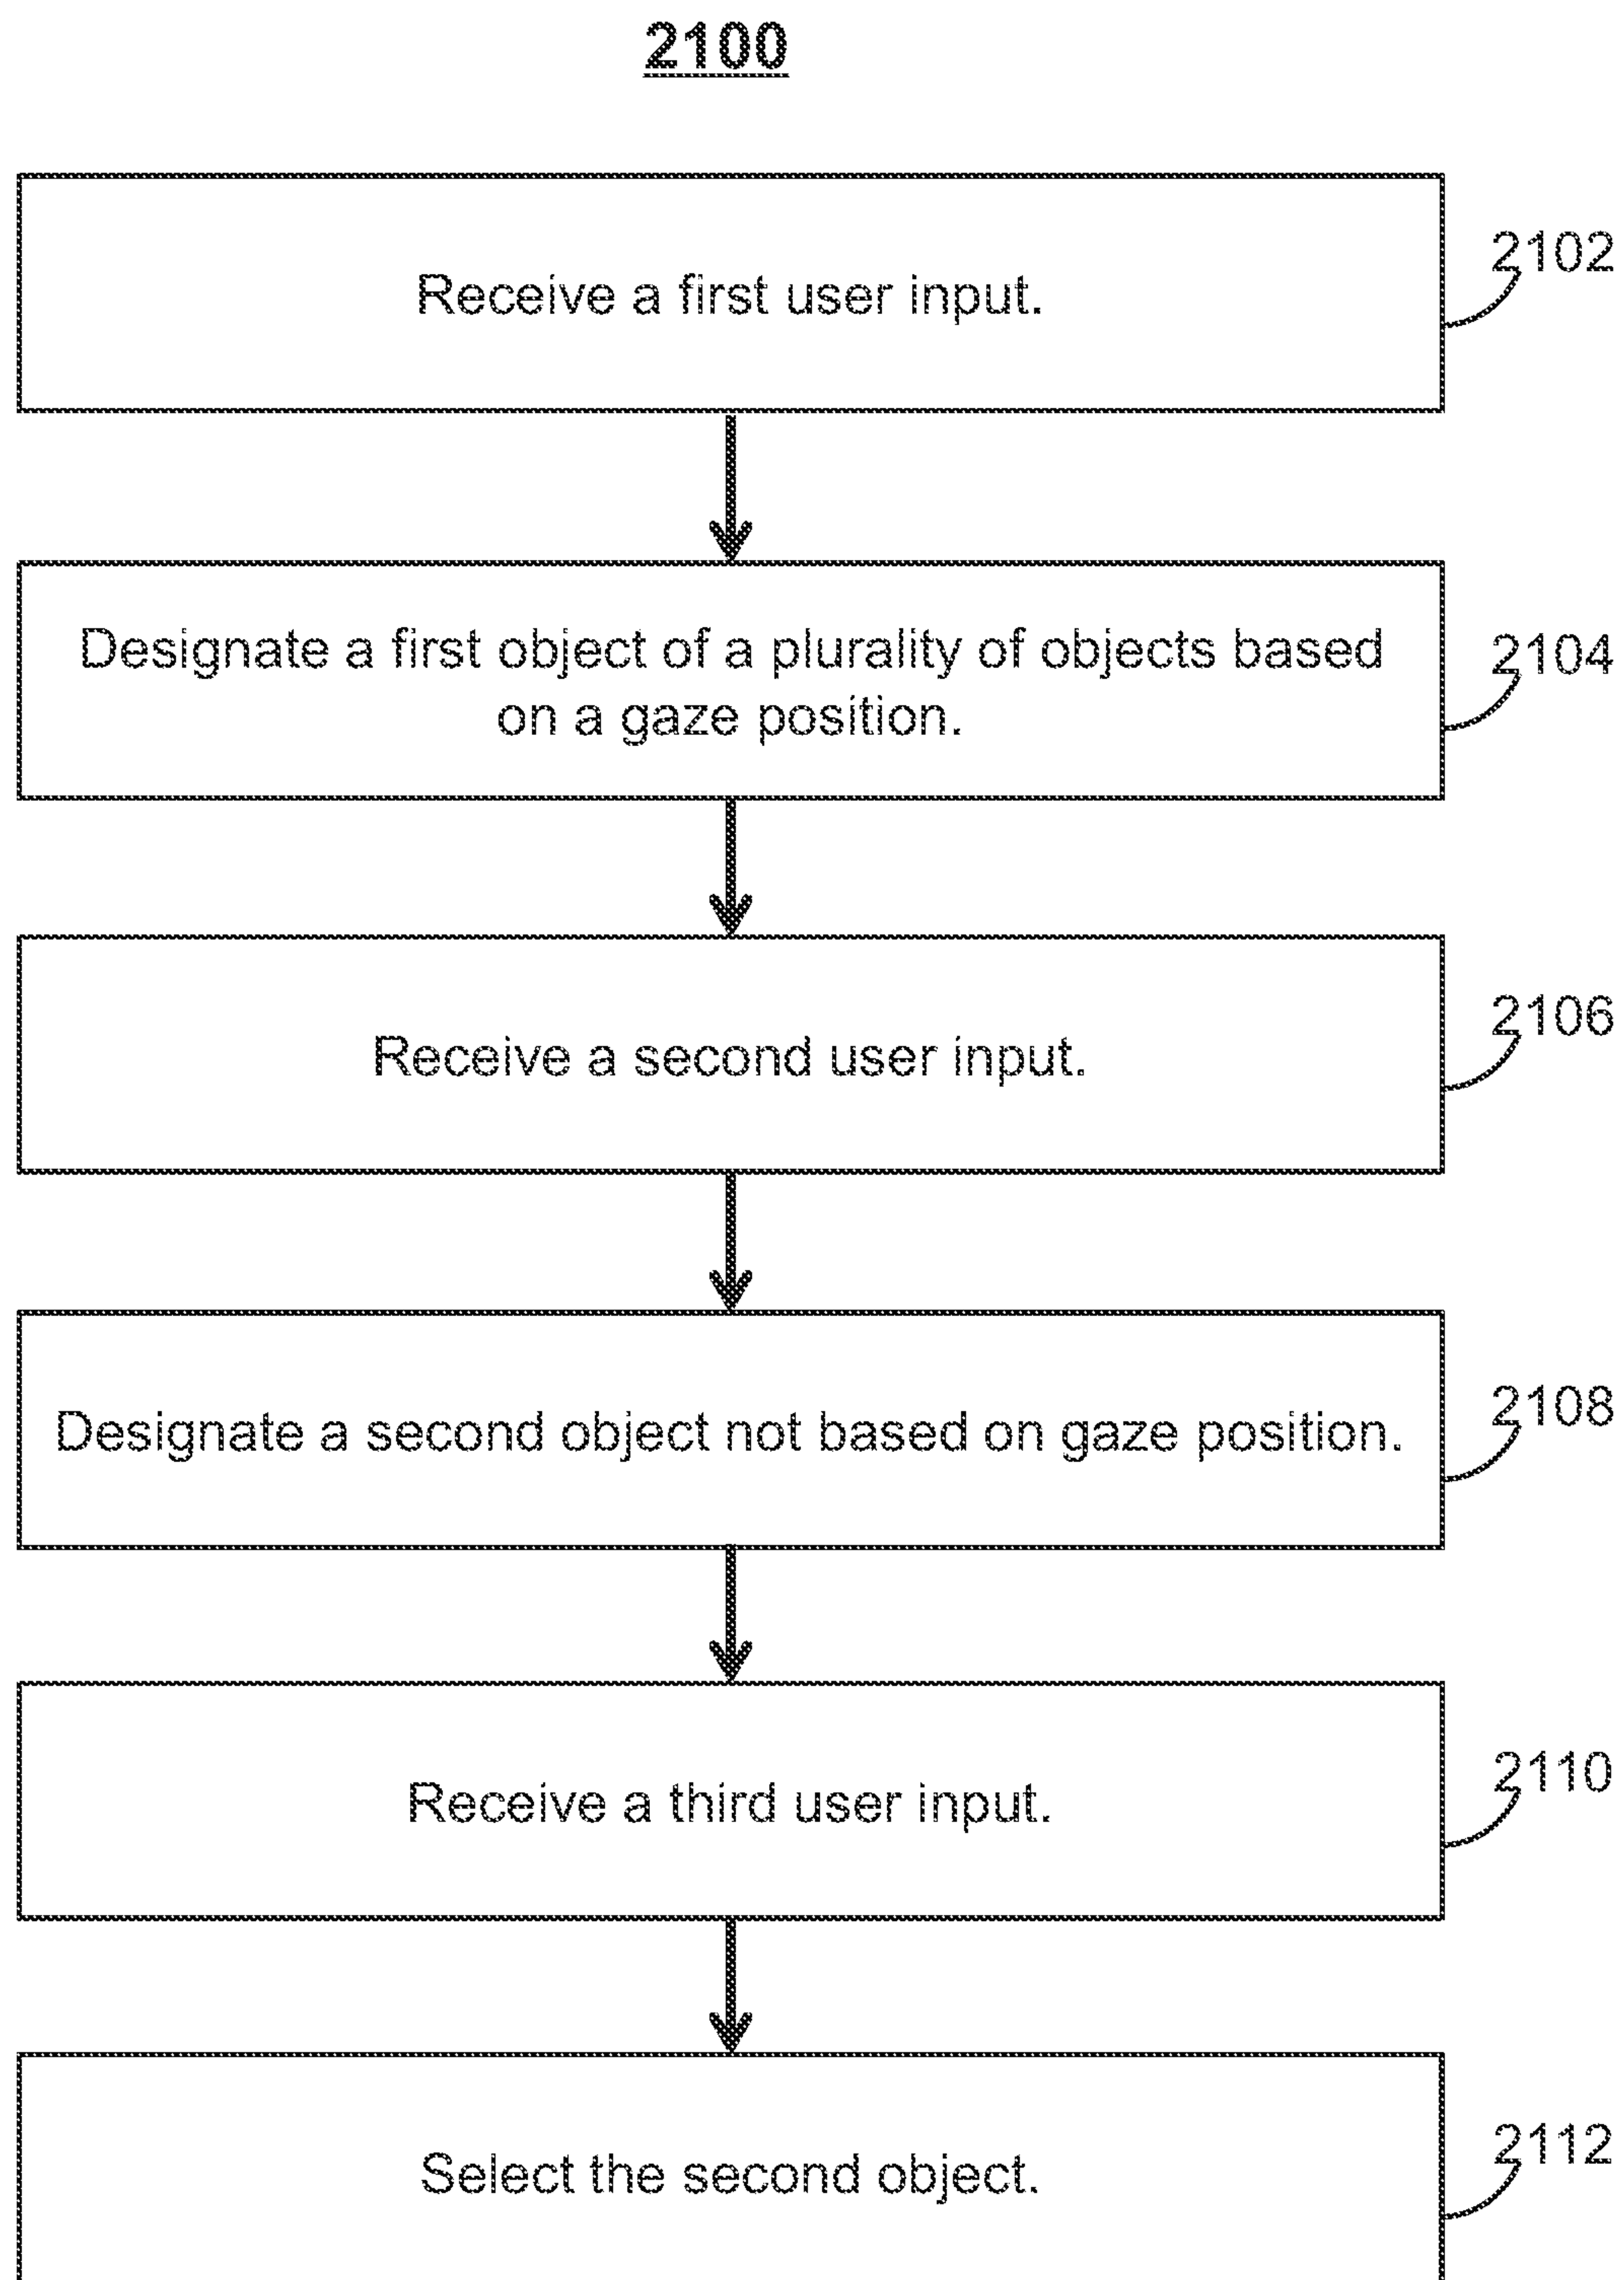 2100
Receive a first user input.
2102
Designate a first object of a plurality of objects based
on a gaze position.
2104
Receive a second user input.
2106
Designate a second object not based on gaze position.
2108
Receive a third user input.
2110
Select the second object.
2112